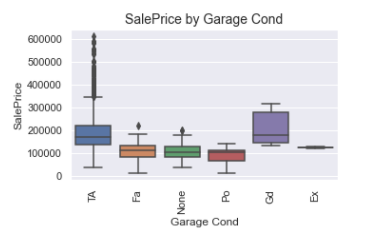 SalePrice by Garage Cond
600000
500000
400000
300000
200000
100000
0
SalePrice
TA
Fa
None
Po
Gd
Ex
Garage Cond